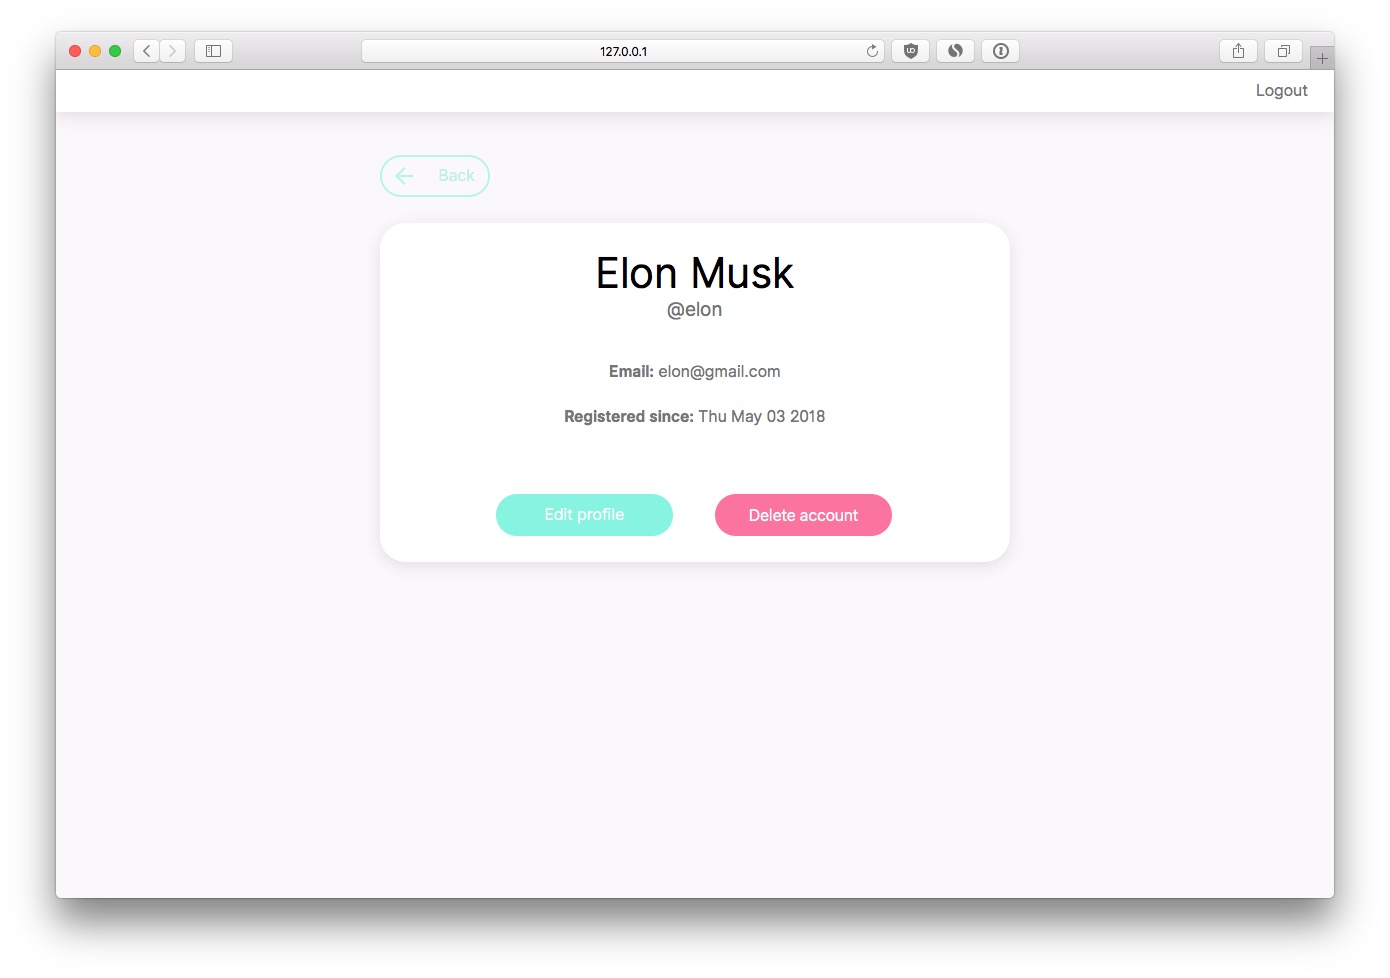 127.0.0.1
Logout
Back
Elon Musk
@elon
Email: elon@gmail.com
Registered since: Thu May 03 2018
Edit profile
Delete account